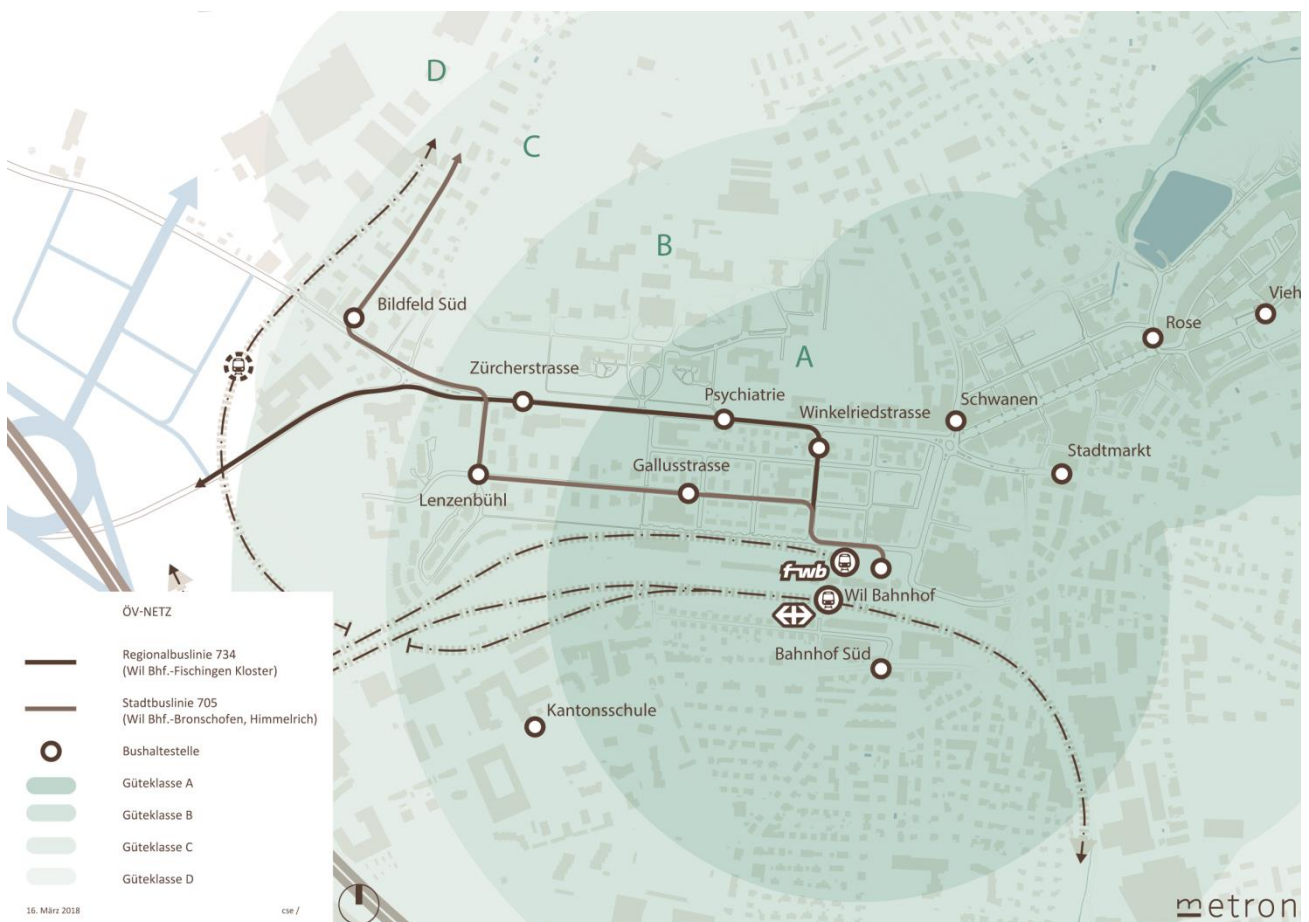 D
C
B
A
Bildfeld Süd
Zürcherstrasse
Psychiatrie
Winkelriedstrasse
Schwanen
Rose
Vieh
Stadtmarkt
Gallusstrasse
Lenzenbühl
fwb
Wil Bahnhof
Bahnhof Süd
Kantonsschule
ÖV-NETZ
Regionalbuslinie 734
(Wil Bhf.-Fischingen Kloster)
Stadtbuslinie 705
(Wil Bhf.-Bronschofen, Himmelrich)
Bushaltestelle
Güteklasse A
Güteklasse B
Güteklasse C
Güteklasse D
16. März 2018
cse /
metron